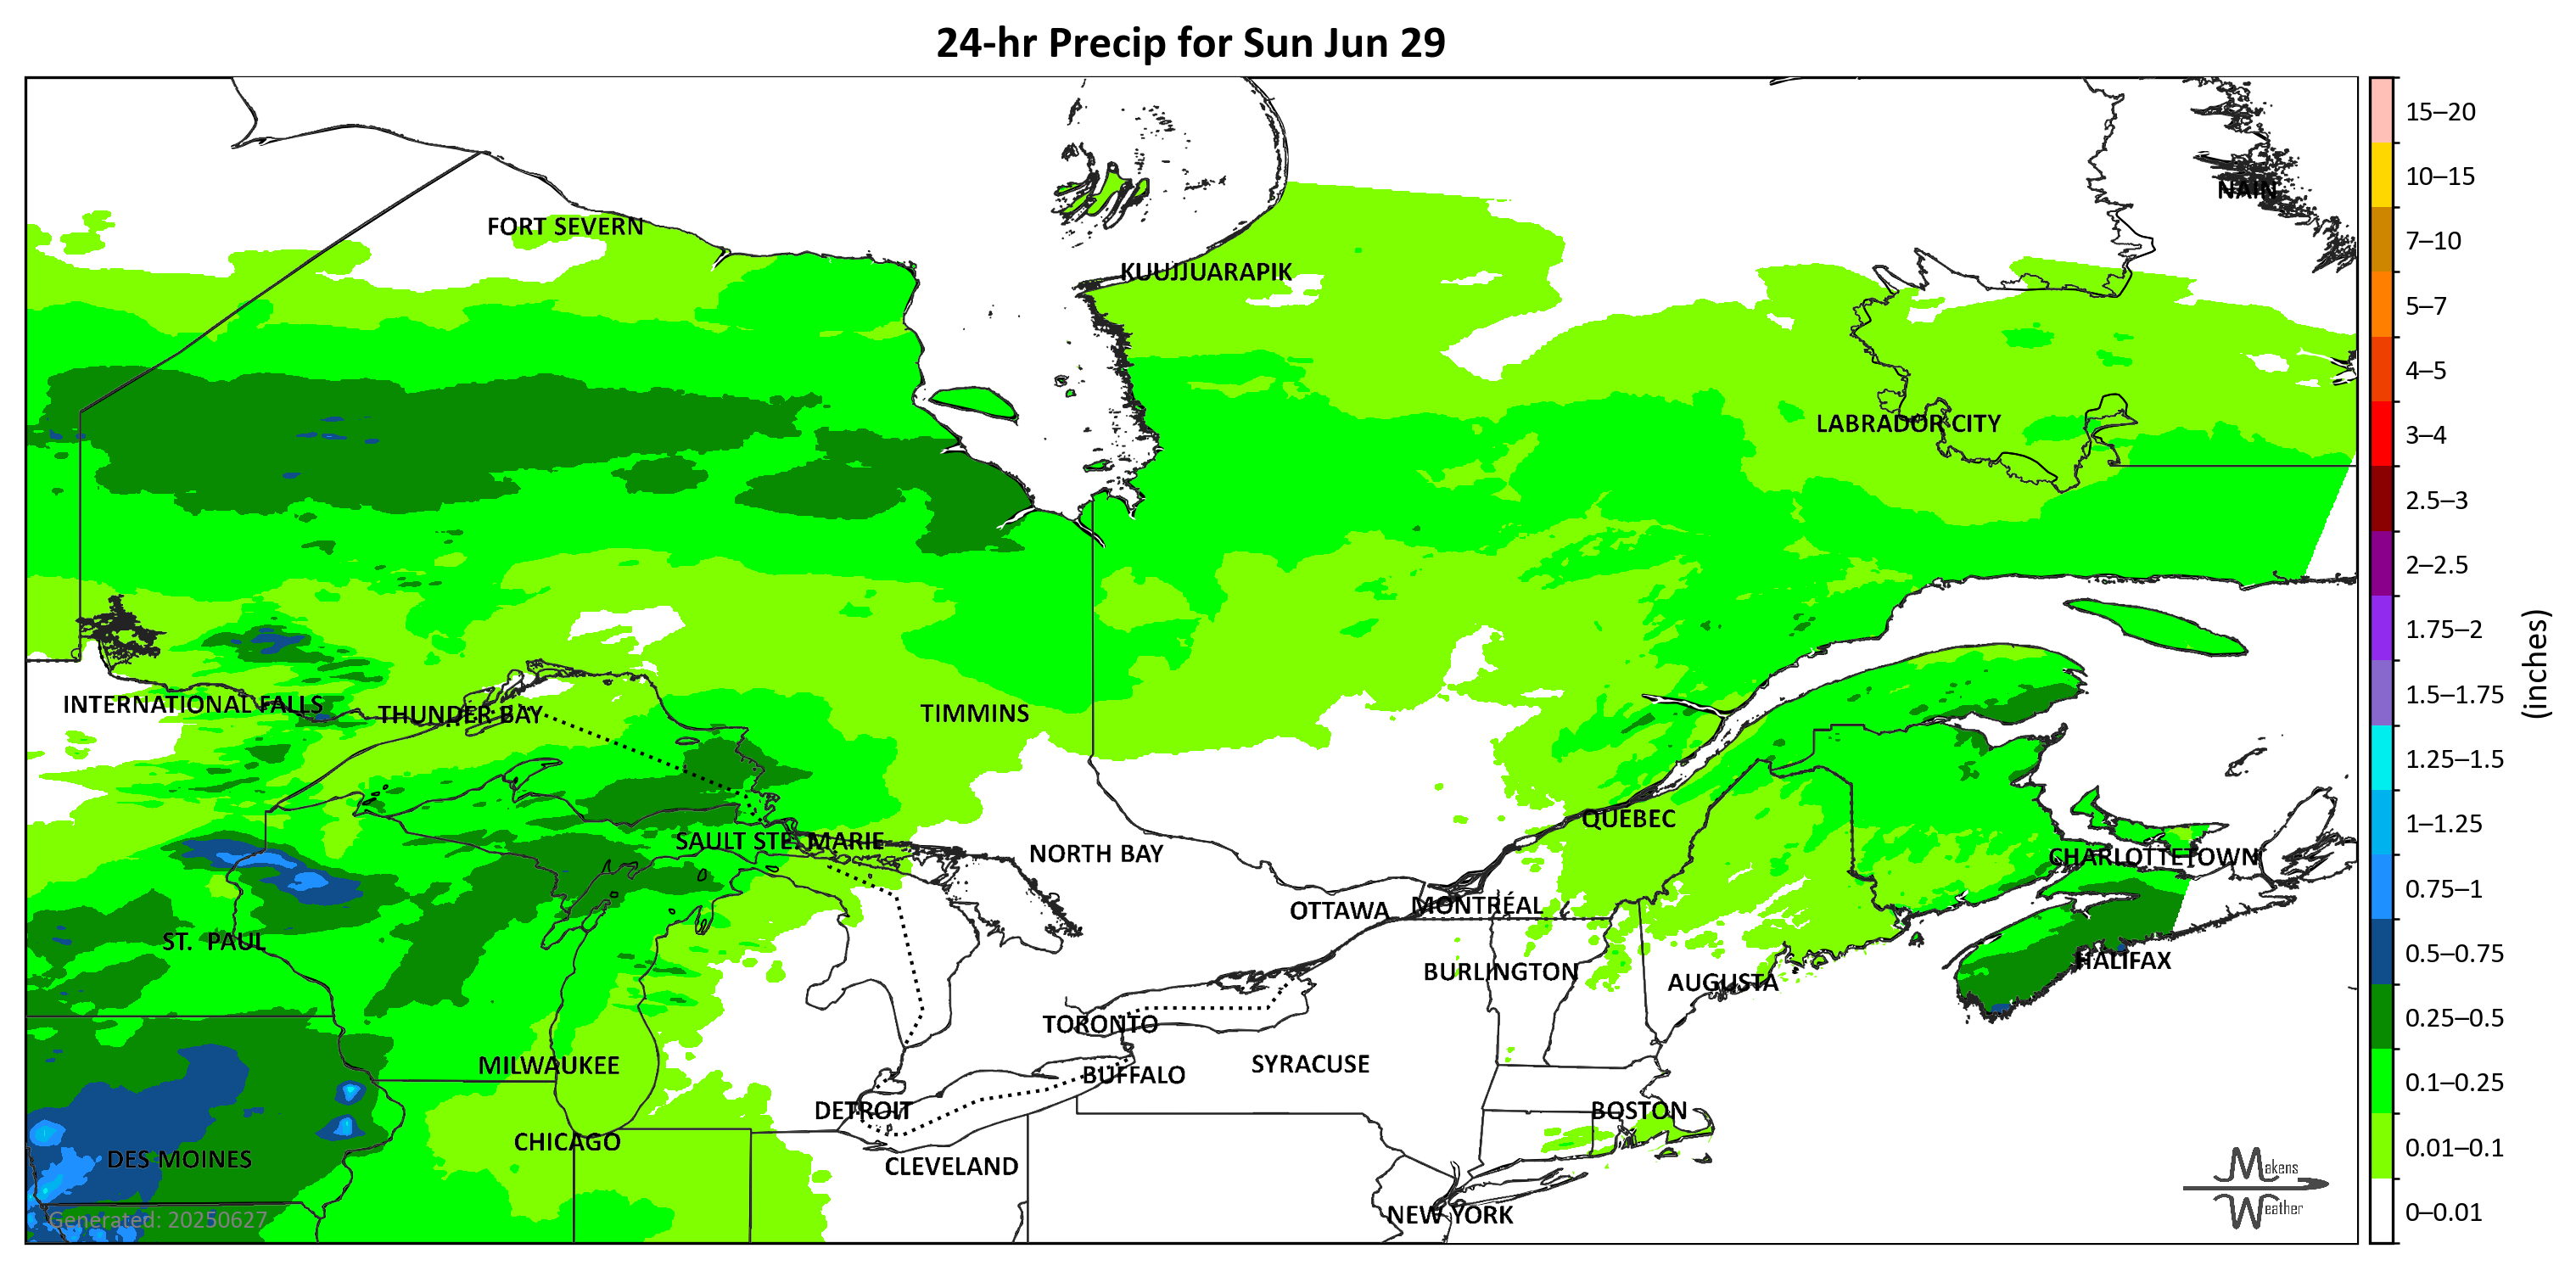 24-hr Precip for Sun Jun 29
15–20
10–15
NAIN
FORT SEVERN
7–10
KUUJJUARAPIK
5–7
4–5
LABRADOR CITY
3–4
2.5–3
2–2.5
1.75–2
(inches)
1.5–1.75
INTERNATIONAL FALLS
THUNDER BAY
TIMMINS
1.25–1.5
QUEBEC
1–1.25
SAULT STE. MARIE
NORTH BAY
CHARLOTTETOWN
0.75–1
OTTAWA
MONTRÉAL
ST. PAUL
0.5–0.75
HALIFAX
BURLINGTON
AUGUSTA
0.25–0.5
TORONTO
MILWAUKEE
SYRACUSE
BUFFALO
0.1–0.25
DETROIT
BOSTON
CHICAGO
0.01–0.1
DES MOINES
CLEVELAND
Makens
Weather
NEW YORK
0–0.01
Generated: 20250627